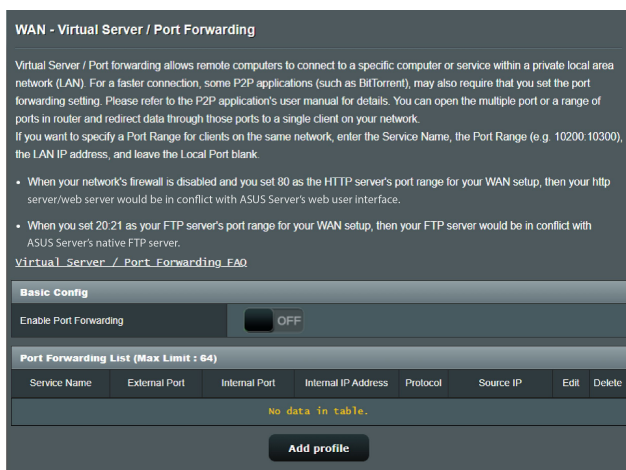 WAN - Virtual Server / Port Forwarding
Virtual Server / Port forwarding allows remote computers to connect to a specific computer or service within a private local area
network (LAN). For a faster connection, some P2P applications (such as BitTorrent), may also require that you set the port
forwarding setting. Please refer to the P2P application's user manual for details. You can open the multiple port or a range of
ports in router and redirect data through those ports to a single client on your network.
If you want to specify a Port Range for clients on the same network, enter the Service Name, the Port Range (e.g. 10200:10300),
the LAN IP address, and leave the Local Port blank.
• When your network's firewall is disabled and you set 80 as the HTTP server's port range for your WAN setup, then your http
server/web server would be in conflict with ASUS Server's web user interface.
• When you set 20:21 as your FTP server's port range for your WAN setup, then your FTP server would be in conflict with
ASUS Server's native FTP server.
Virtual Server / Port Forwarding FAQ
Basic Config
Enable Port Forwarding OFF
Port Forwarding List (Max Limit : 64)
Service Name External Port Internal Port Internal IP Address Protocol Source IP Edit Delete
No data in table.
Add profile